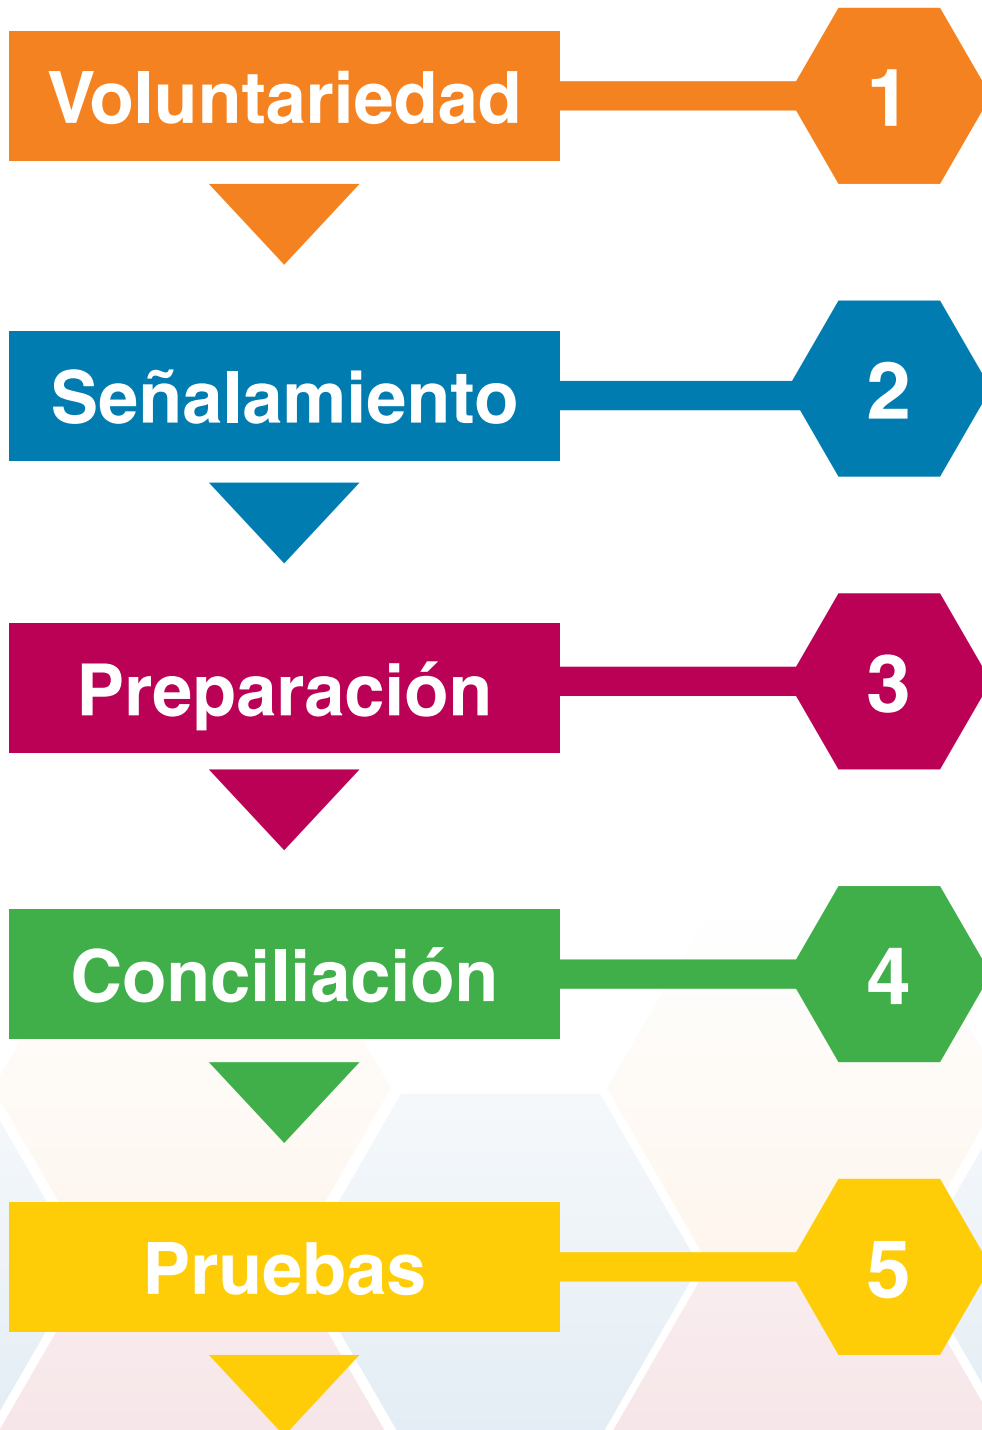 Voluntariedad 1
Señalamiento 2
Preparación 3
Conciliación 4
Pruebas 5